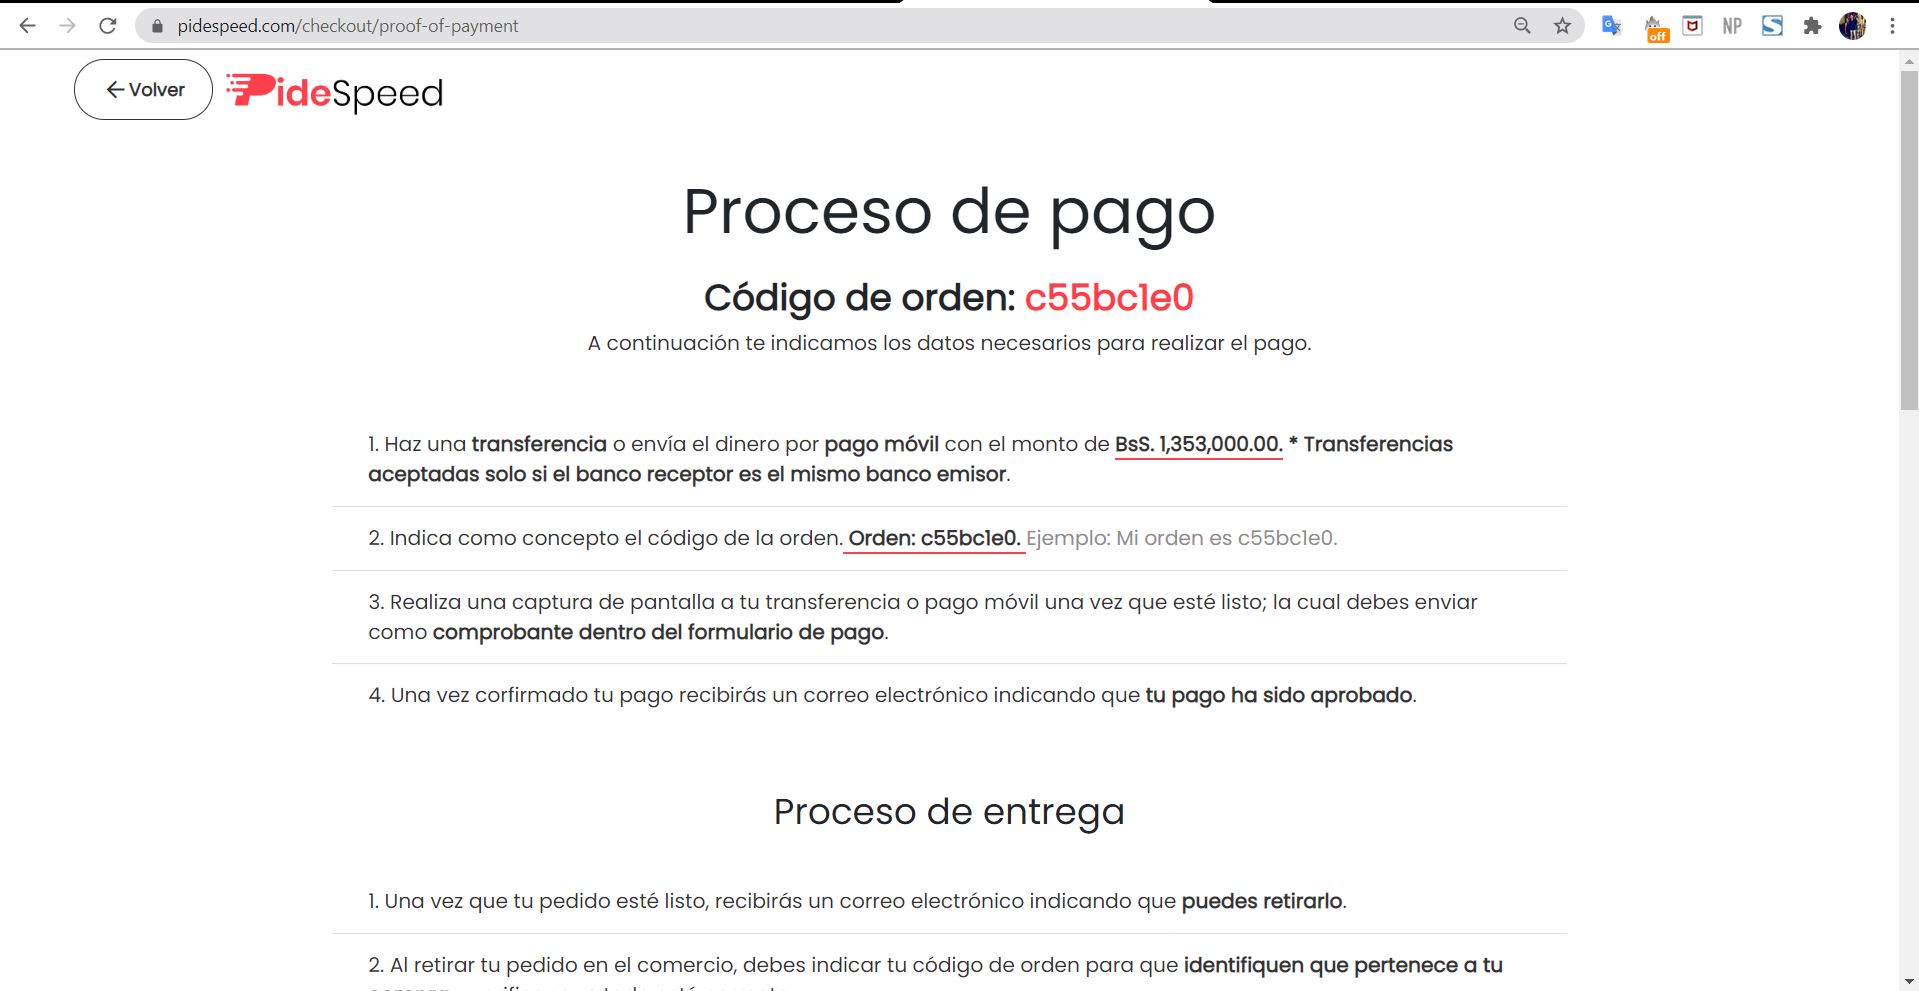 pidespeed.com/checkout/proof-of-payment
off
NP
Volver
PideSpeed
Proceso de pago
Código de orden: c55bc1e0
A continuación te indicamos los datos necesarios para realizar el pago.
1. Haz una transferencia o envía el dinero por pago móvil con el monto de BsS. 1,353,000.00. * Transferencias
aceptadas solo si el banco receptor es el mismo banco emisor.
2. Indica como concepto el código de la orden. Orden: c55bc1e0. Ejemplo: Mi orden es c55bc1e0.
3. Realiza una captura de pantalla a tu transferencia o pago móvil una vez que esté listo; la cual debes enviar
como comprobante dentro del formulario de pago.
4. Una vez corfirmado tu pago recibirás un correo electrónico indicando que tu pago ha sido aprobado.
Proceso de entrega
1. Una vez que tu pedido esté listo, recibirás un correo electrónico indicando que puedes retirarlo.
2. Al retirar tu pedido en el comercio, debes indicar tu código de orden para que identifiquen que pertenece a tu